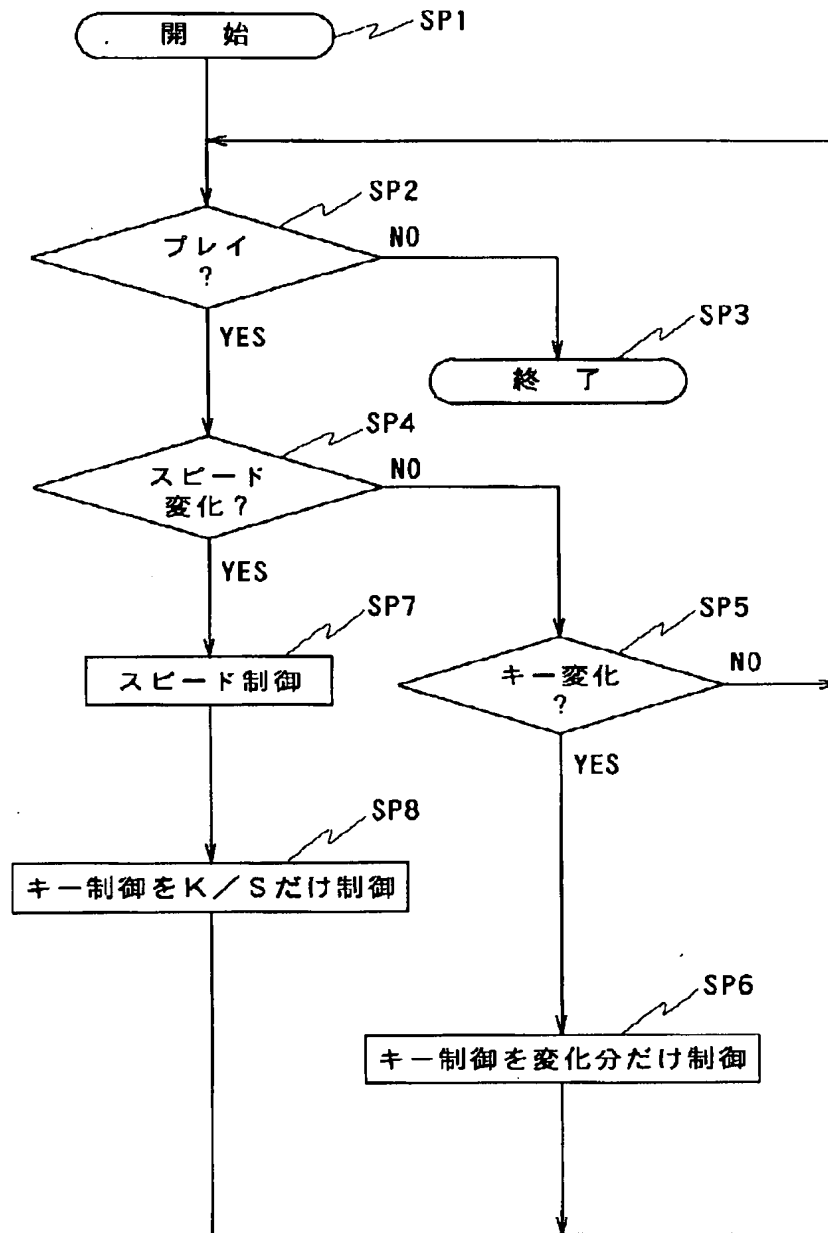 開始
SP1
SP2
プレイ
?
NO
YES
SP3
終了
SP4
スピード
変化?
NO
YES
SP7
スピード制御
SP5
キー変化
?
NO
YES
SP8
キー制御をK/Sだけ制御
SP6
キー制御を変化分だけ制御